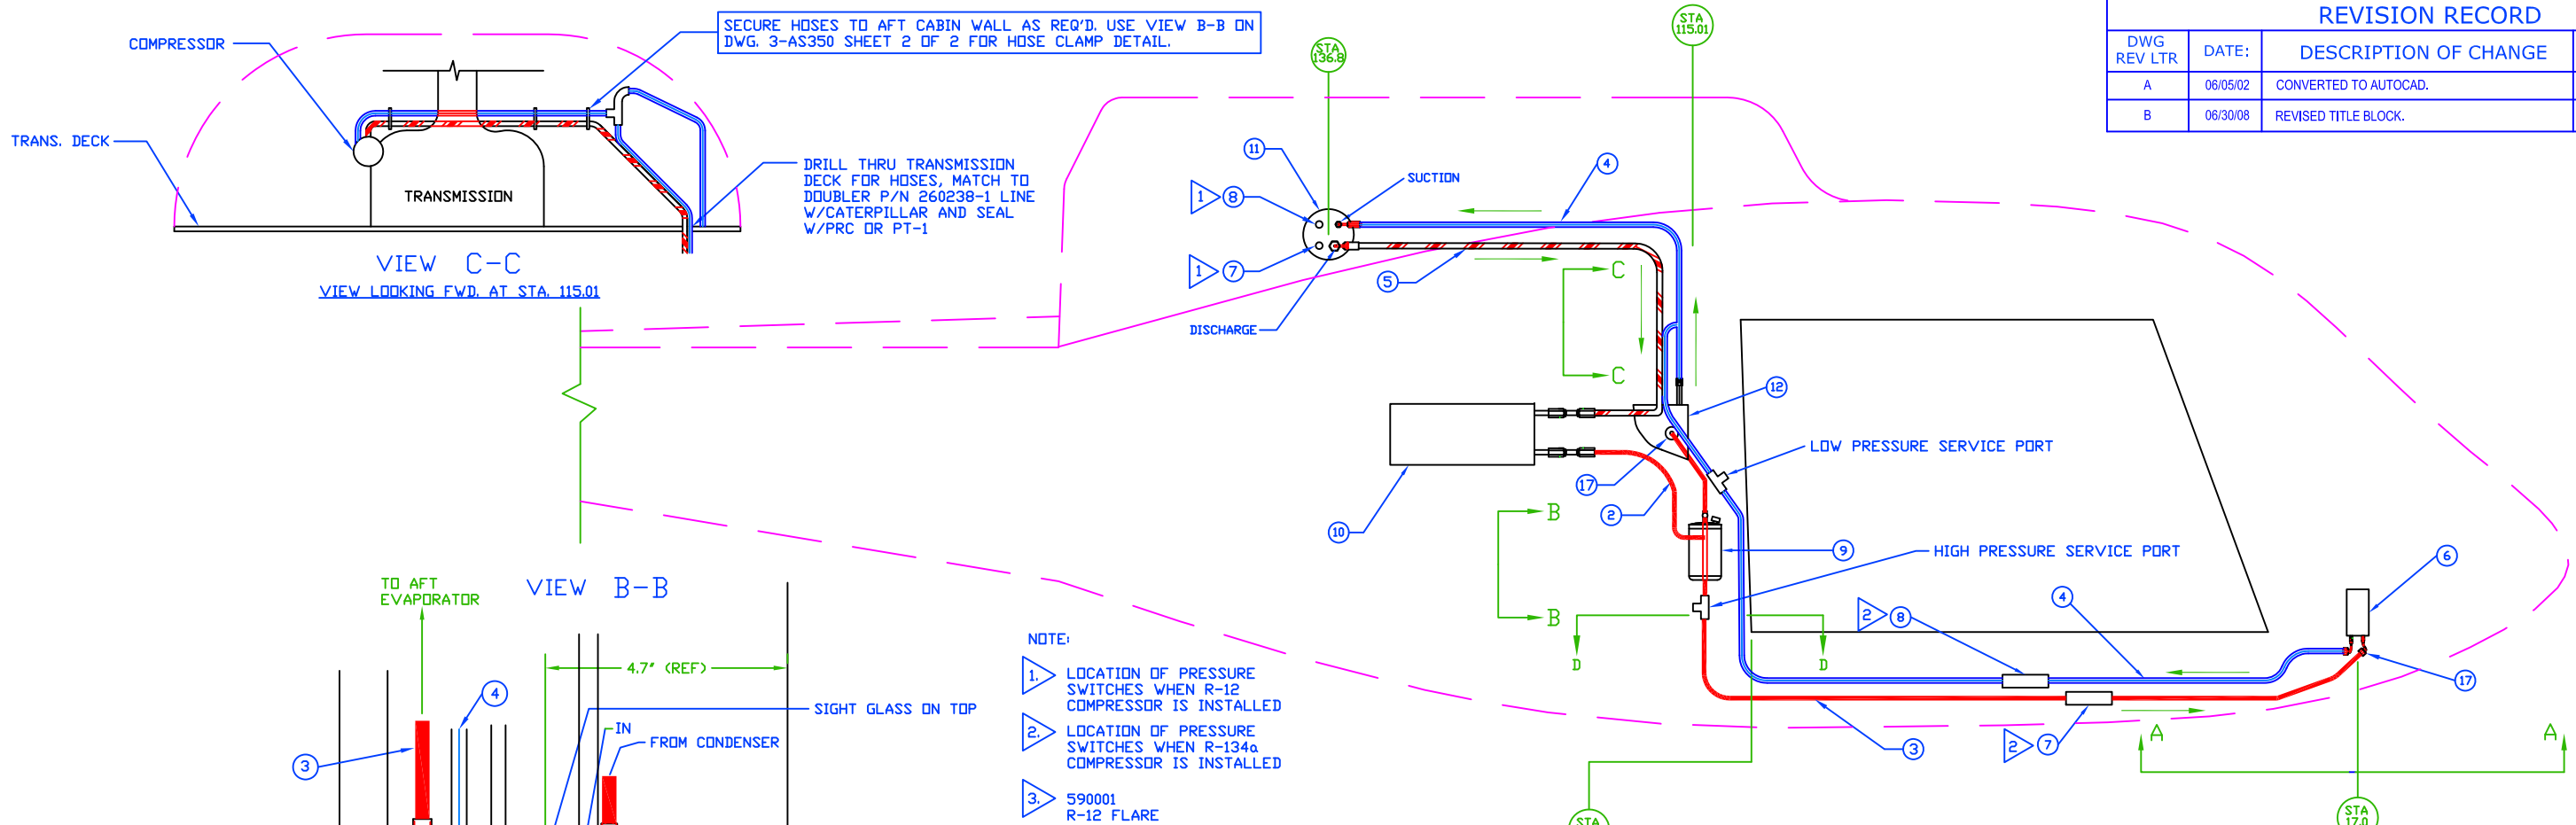 COMPRESSOR
SECURE HOSES TO AFT CABIN WALL AS REQ'D. USE VIEW B-B ON
DWG. 3-AS350 SHEET 2 OF 2 FOR HOSE CLAMP DETAIL.
TRANS. DECK
TRANSMISSION
DRILL THRU TRANSMISSION
DECK FOR HOSES, MATCH TO
DOUBLER P/N 260238-1 LINE
W/CATERPILLAR AND SEAL
W/PRC OR PT-1
VIEW C-C
VIEW LOOKING FWD. AT STA. 115.01
STA
136.8
STA
115.01
REVISION RECORD
DWG
REV LTR
DATE:
DESCRIPTION OF CHANGE
A
06/05/02
CONVERTED TO AUTOCAD.
B
06/30/08
REVISED TITLE BLOCK.
11
1
8
SUCTION
4
1
7
5
DISCHARGE
C
C
12
LOW PRESSURE SERVICE PORT
17
2
10
B
B
9
HIGH PRESSURE SERVICE PORT
6
D
D
2
8
4
17
3
2
7
A
A
STA
STA
17.0
TO AFT
EVAPORATOR
VIEW B-B
4.7" (REF)
4
3
SIGHT GLASS ON TOP
IN
FROM CONDENSER
NOTE:
1.
LOCATION OF PRESSURE
SWITCHES WHEN R-12
COMPRESSOR IS INSTALLED
2.
LOCATION OF PRESSURE
SWITCHES WHEN R-134a
COMPRESSOR IS INSTALLED
3.
590001
R-12 FLARE